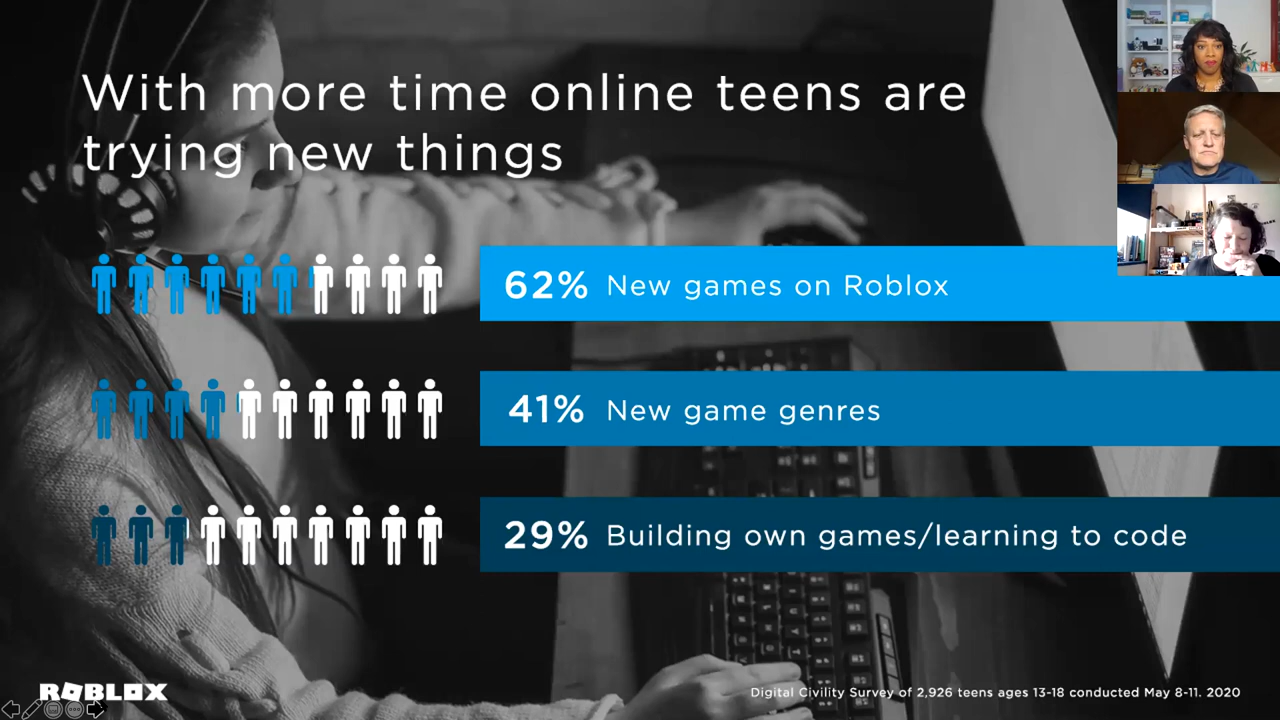 With more time online teens are
trying new things
62% New games on Roblox
41% New game genres
29% Building own games/learning to code
ROBLOX
Digital Civility Survey of 2,926 teens ages 13-18 conducted May 8-11. 2020